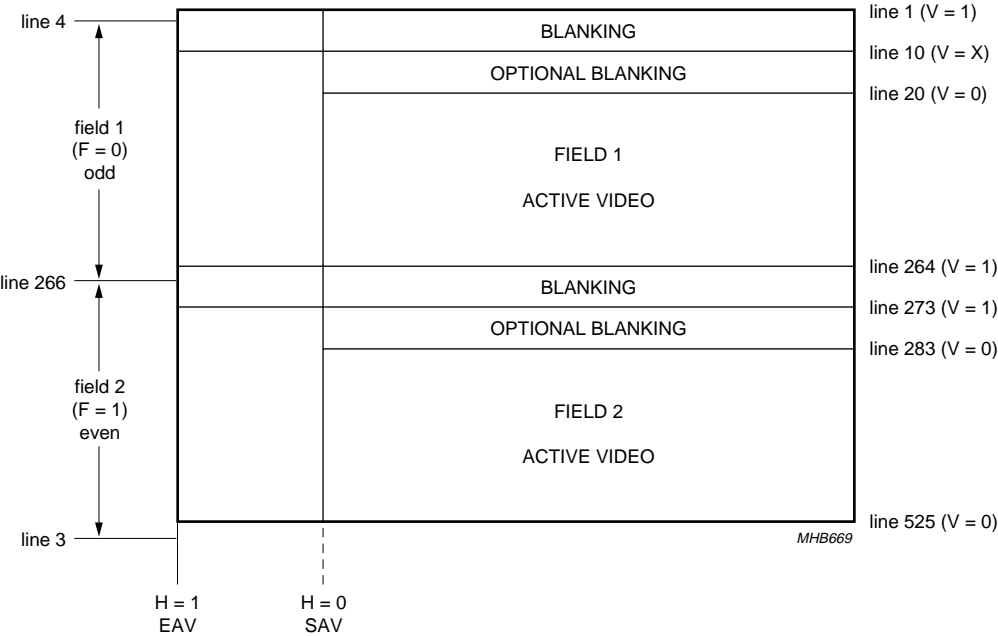 line 4
field 1
(F = 0)
odd
line 266
field 2
(F = 1)
even
line 3
BLANKING
OPTIONAL BLANKING
FIELD 1
ACTIVE VIDEO
BLANKING
OPTIONAL BLANKING
FIELD 2
ACTIVE VIDEO
line 1 (V = 1)
line 10 (V = X)
line 20 (V = 0)
line 264 (V = 1)
line 273 (V = 1)
line 283 (V = 0)
line 525 (V = 0)
MHB669
H = 1
EAV
H = 0
SAV